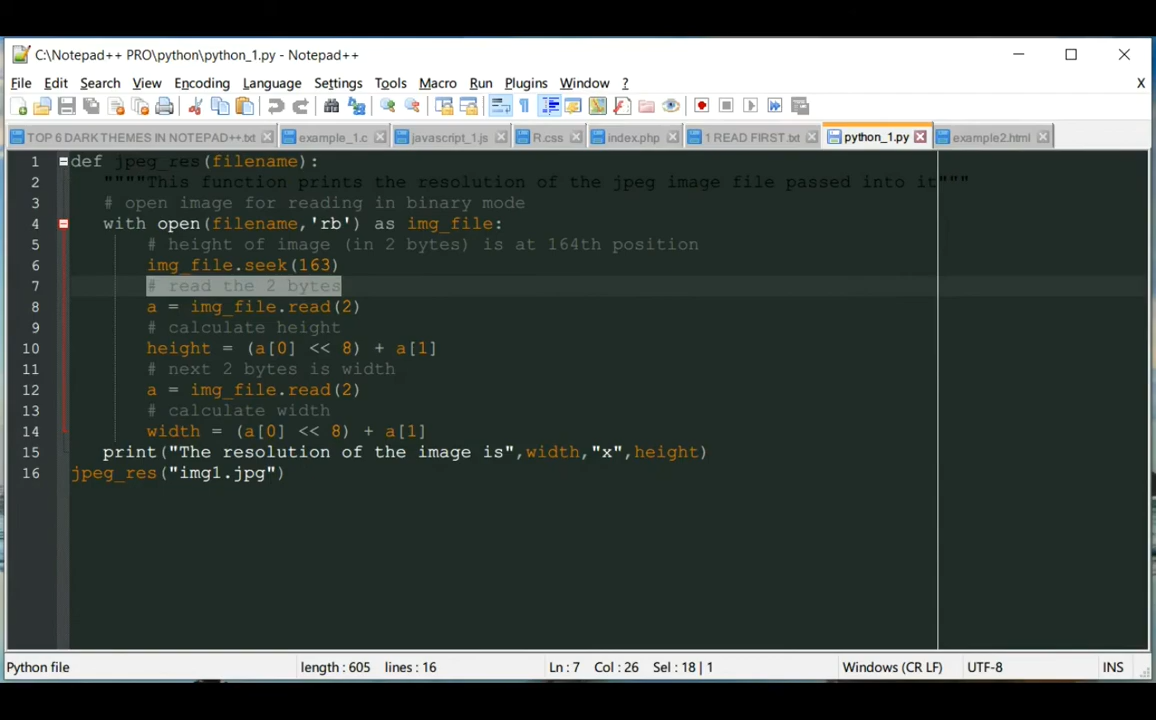 C:\Notepad++ PRO\python\python_1.py - Notepad++
File Edit Search View Encoding Language Settings Tools Macro Run Plugins Window ? X
TOP 6 DARK THEMES IN NOTEPAD++.txt example_1.c javascript_1.js R.css index.php 1 READ FIRST.txt python_1.py example2.html
1 def jpeg_res(filename):
2 """"This function prints the resolution of the jpeg image file passed into it"""
3 # open image for reading in binary mode
4 with open(filename,'rb') as img_file:
5 # height of image (in 2 bytes) is at 164th position
6 img_file.seek(163)
7 # read the 2 bytes
8 a = img_file.read(2)
9 # calculate height
10 height = (a[0] << 8) + a[1]
11 # next 2 bytes is width
12 a = img_file.read(2)
13 # calculate width
14 width = (a[0] << 8) + a[1]
15 print("The resolution of the image is",width,"x",height)
16 jpeg_res("img1.jpg")
Python file length : 605 lines : 16 Ln : 7 Col : 26 Sel : 18 | 1 Windows (CR LF) UTF-8 INS